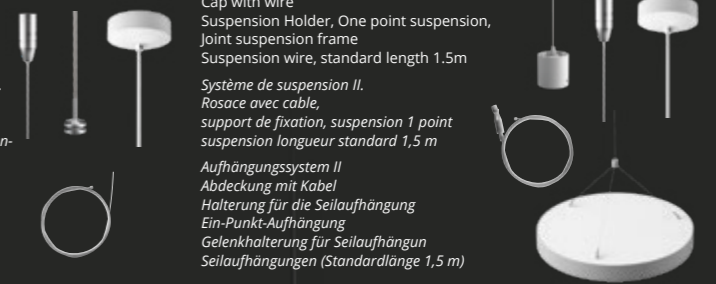 Cap with wire
Suspension Holder, One point suspension,
Joint suspension frame
Suspension wire, standard length 1.5m
Système de suspension II.
Rosace avec cable,
support de fixation, suspension 1 point
suspension longueur standard 1,5 m
n-
Aufhängungssystem II
Abdeckung mit Kabel
Halterung für die Seilaufhängung
Ein-Punkt-Aufhängung
Gelenkhalterung für Seilaufhängun
Seilaufhängungen (Standardlänge 1,5 m)